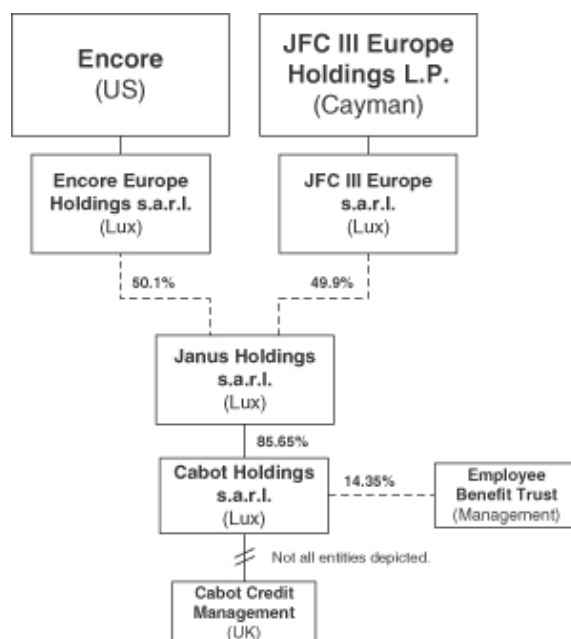 Encore
(US)
JFC III Europe
Holdings L.P.
(Cayman)
Encore Europe
Holdings s.a.r.l.
(Lux)
JFC III Europe
s.a.r.l.
(Lux)
50.1%
49.9%
Janus Holdings
s.a.r.l.
(Lux)
85.65%
Cabot Holdings
s.a.r.l.
(Lux)
14.35%
Employee
Benefit Trust
(Management)
Not all entities depicted.
Cabot Credit
Management
(UK)